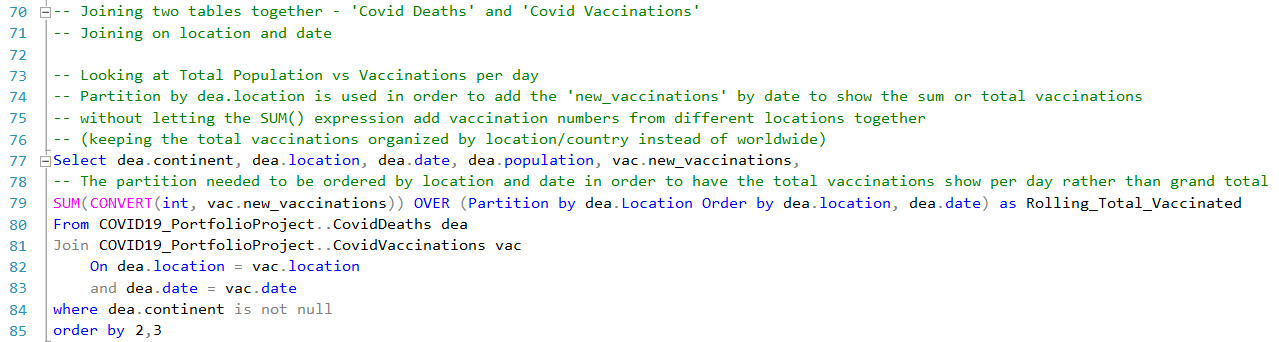 70 -- Joining two tables together - 'Covid Deaths' and 'Covid Vaccinations'
71 -- Joining on location and date
72
73 -- Looking at Total Population vs Vaccinations per day
74 -- Partition by dea.location is used in order to add the 'new_vaccinations' by date to show the sum or total vaccinations
75 -- without letting the SUM() expression add vaccination numbers from different locations together
76 -- (keeping the total vaccinations organized by location/country instead of worldwide)
77 Select dea.continent, dea.location, dea.date, dea.population, vac.new_vaccinations,
78 -- The partition needed to be ordered by location and date in order to have the total vaccinations show per day rather than grand total
79 SUM(CONVERT(int, vac.new_vaccinations)) OVER (Partition by dea.Location Order by dea.location, dea.date) as Rolling_Total_Vaccinated
80 From COVID19_PortfolioProject..CovidDeaths dea
81 Join COVID19_PortfolioProject..CovidVaccinations vac
82     On dea.location = vac.location
83     and dea.date = vac.date
84 where dea.continent is not null
85 order by 2,3